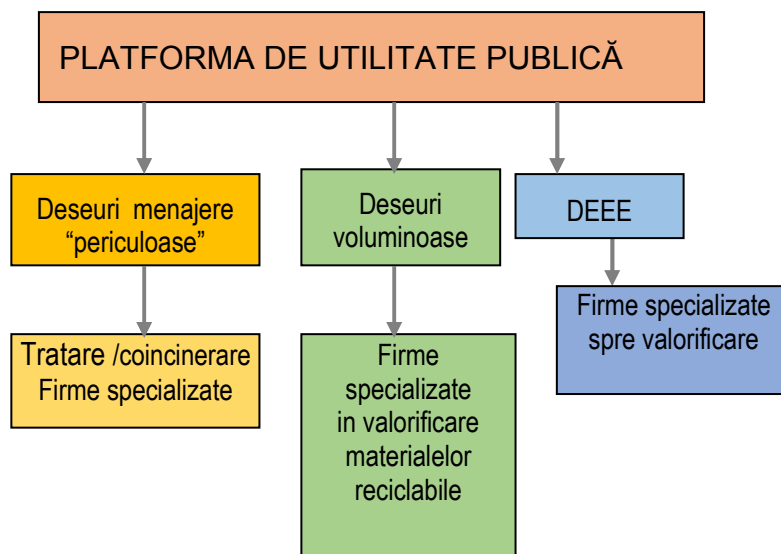 PLATFORMA DE UTILITATE PUBLICĂ
Deseuri menajere
“periculoase”
Deseuri
voluminoase
DEEE
Tratare /coincinerare
Firme specializate
Firme
specializate
in valorificare
materialelor
reciclabile
Firme specializate
spre valorificare